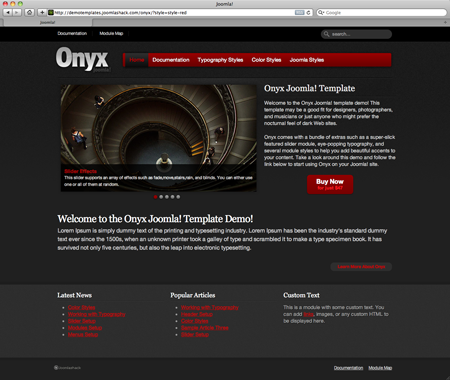 Joomla!
http://demotemplates.joomlashack.com/onyx/?style=style-red
Google
Joomla!
Documentation
Module Map
search...
Onyx
joomla!
Home
Documentation
Typography Styles
Color Styles
Joomla Styles
Slider Effects
This slider supports an array of effects such as fade, move, stairs, rain, and blinds. You can either use
one or all of them at random.
Onyx Joomla! Template
Welcome to the Onyx Joomla! template demo! This
template may be a good fit for designers, photographers,
and musicians or just anyone who might prefer the
nocturnal feel of dark Web sites.
Onyx comes with a bundle of extras such as a super-slick
featured slider module, eye-popping typography, and
several module styles to help you add beautiful accents to
your content. Take a look around this demo and follow the
link below to start using Onyx on your Joomla! site.
Buy Now
for just $47
Welcome to the Onyx Joomla! Template Demo!
Lorem Ipsum is simply dummy text of the printing and typesetting industry. Lorem Ipsum has been the industry's standard dummy
text ever since the 1500s, when an unknown printer took a galley of type and scrambled it to make a type specimen book. It has
survived not only five centuries, but also the leap into electronic typesetting.
Latest News
Working with Typography
Popular Articles
Working with Typography
Custom Text
This is a module with some custom text. You
can add links, images, or any custom HTML to
be displayed here.
joomlashack
Documentation
Module Map